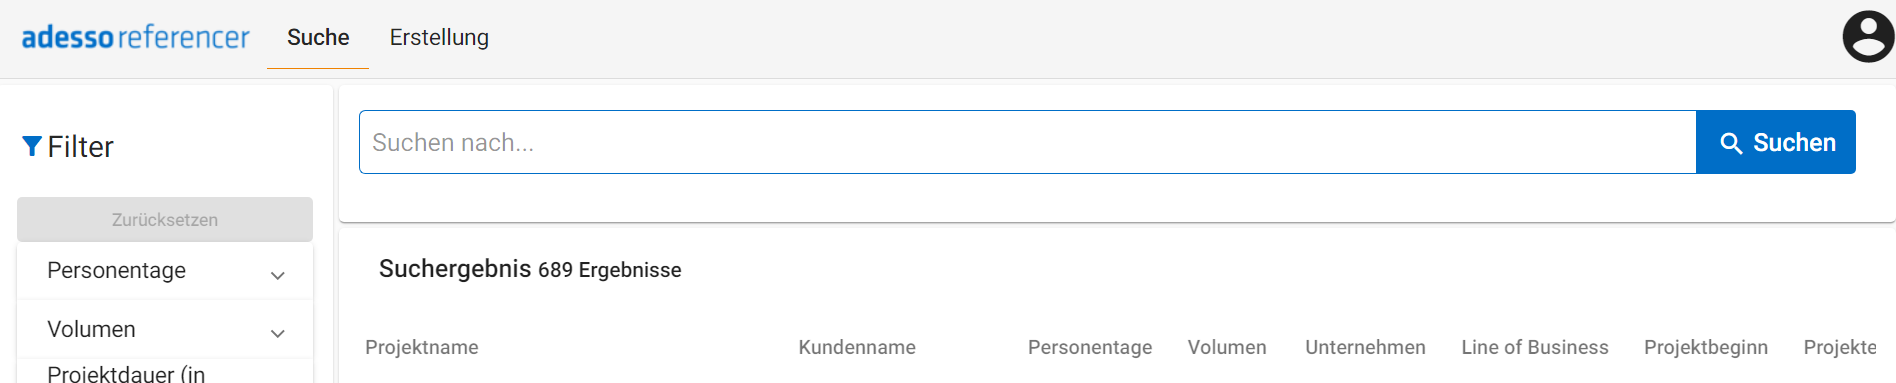 adesso referencer Suche Erstellung
Filter
Suchen nach... Suchen
Zurücksetzen
Personentage
Volumen
Projektdauer (in
Suchergebnis 689 Ergebnisse
Projektname Kundenname Personentage Volumen Unternehmen Line of Business Projektbeginn Projekte